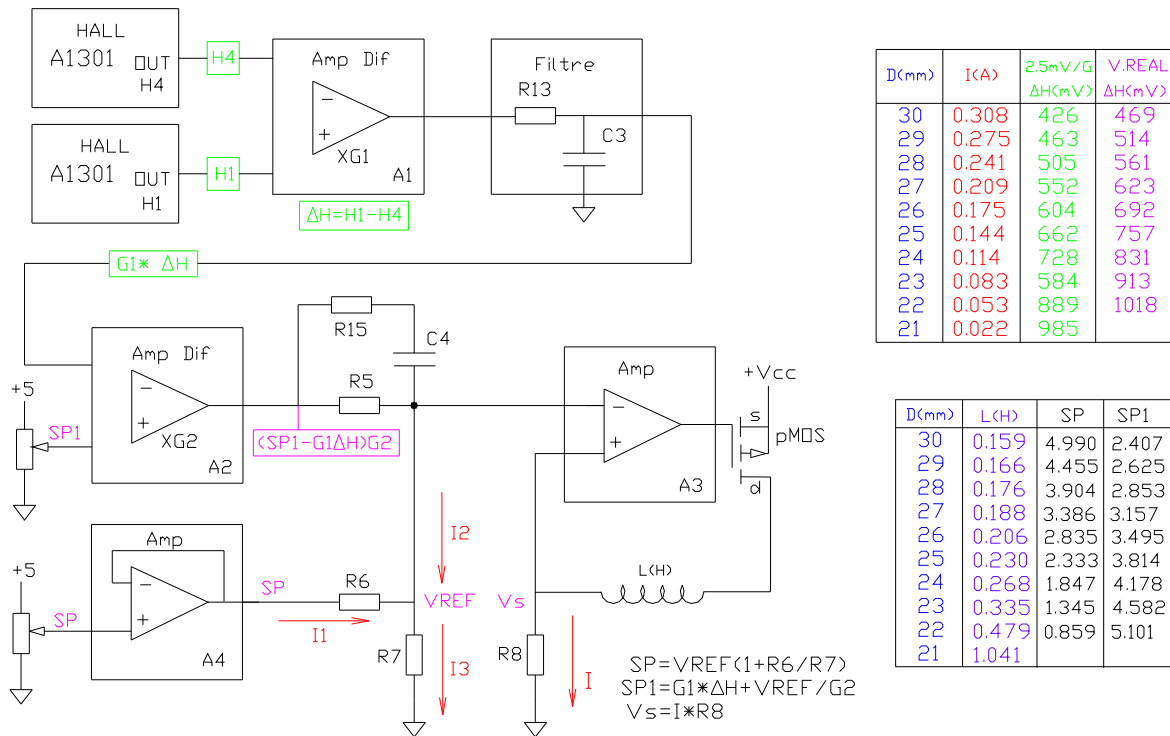 HALL
A1301 OUT
H4
H4
Amp Dif
−
+
XG1
A1
Filtre
R13
C3
HALL
A1301 OUT
H1
H1
ΔH=H1-H4
G1* ΔH
+5
SP1
Amp Dif
−
+
XG2
A2
R15
C4
R5
(SP1-G1ΔH)G2
Amp
−
+
A3
+Vcc
s
pMOS
d
L(H)
+5
SP
Amp
−
+
A4
SP
R6
I1
I2
VREF
Vs
R7
I3
R8
I
SP=VREF(1+R6/R7)
SP1=G1*ΔH+VREF/G2
Vs=I*R8
D(mm) I(A) 2.5mV/G ΔH(mV) V.REAL ΔH(mV)
30 0.308 426 469
29 0.275 463 514
28 0.241 505 561
27 0.209 552 623
26 0.175 604 692
25 0.144 662 757
24 0.114 728 831
23 0.083 584 913
22 0.053 889 1018
21 0.022 985
D(mm) L(H) SP SP1
30 0.159 4.990 2.407
29 0.166 4.455 2.625
28 0.176 3.904 2.853
27 0.188 3.386 3.157
26 0.206 2.835 3.495
25 0.230 2.333 3.814
24 0.268 1.847 4.178
23 0.335 1.345 4.582
22 0.479 0.859 5.101
21 1.041